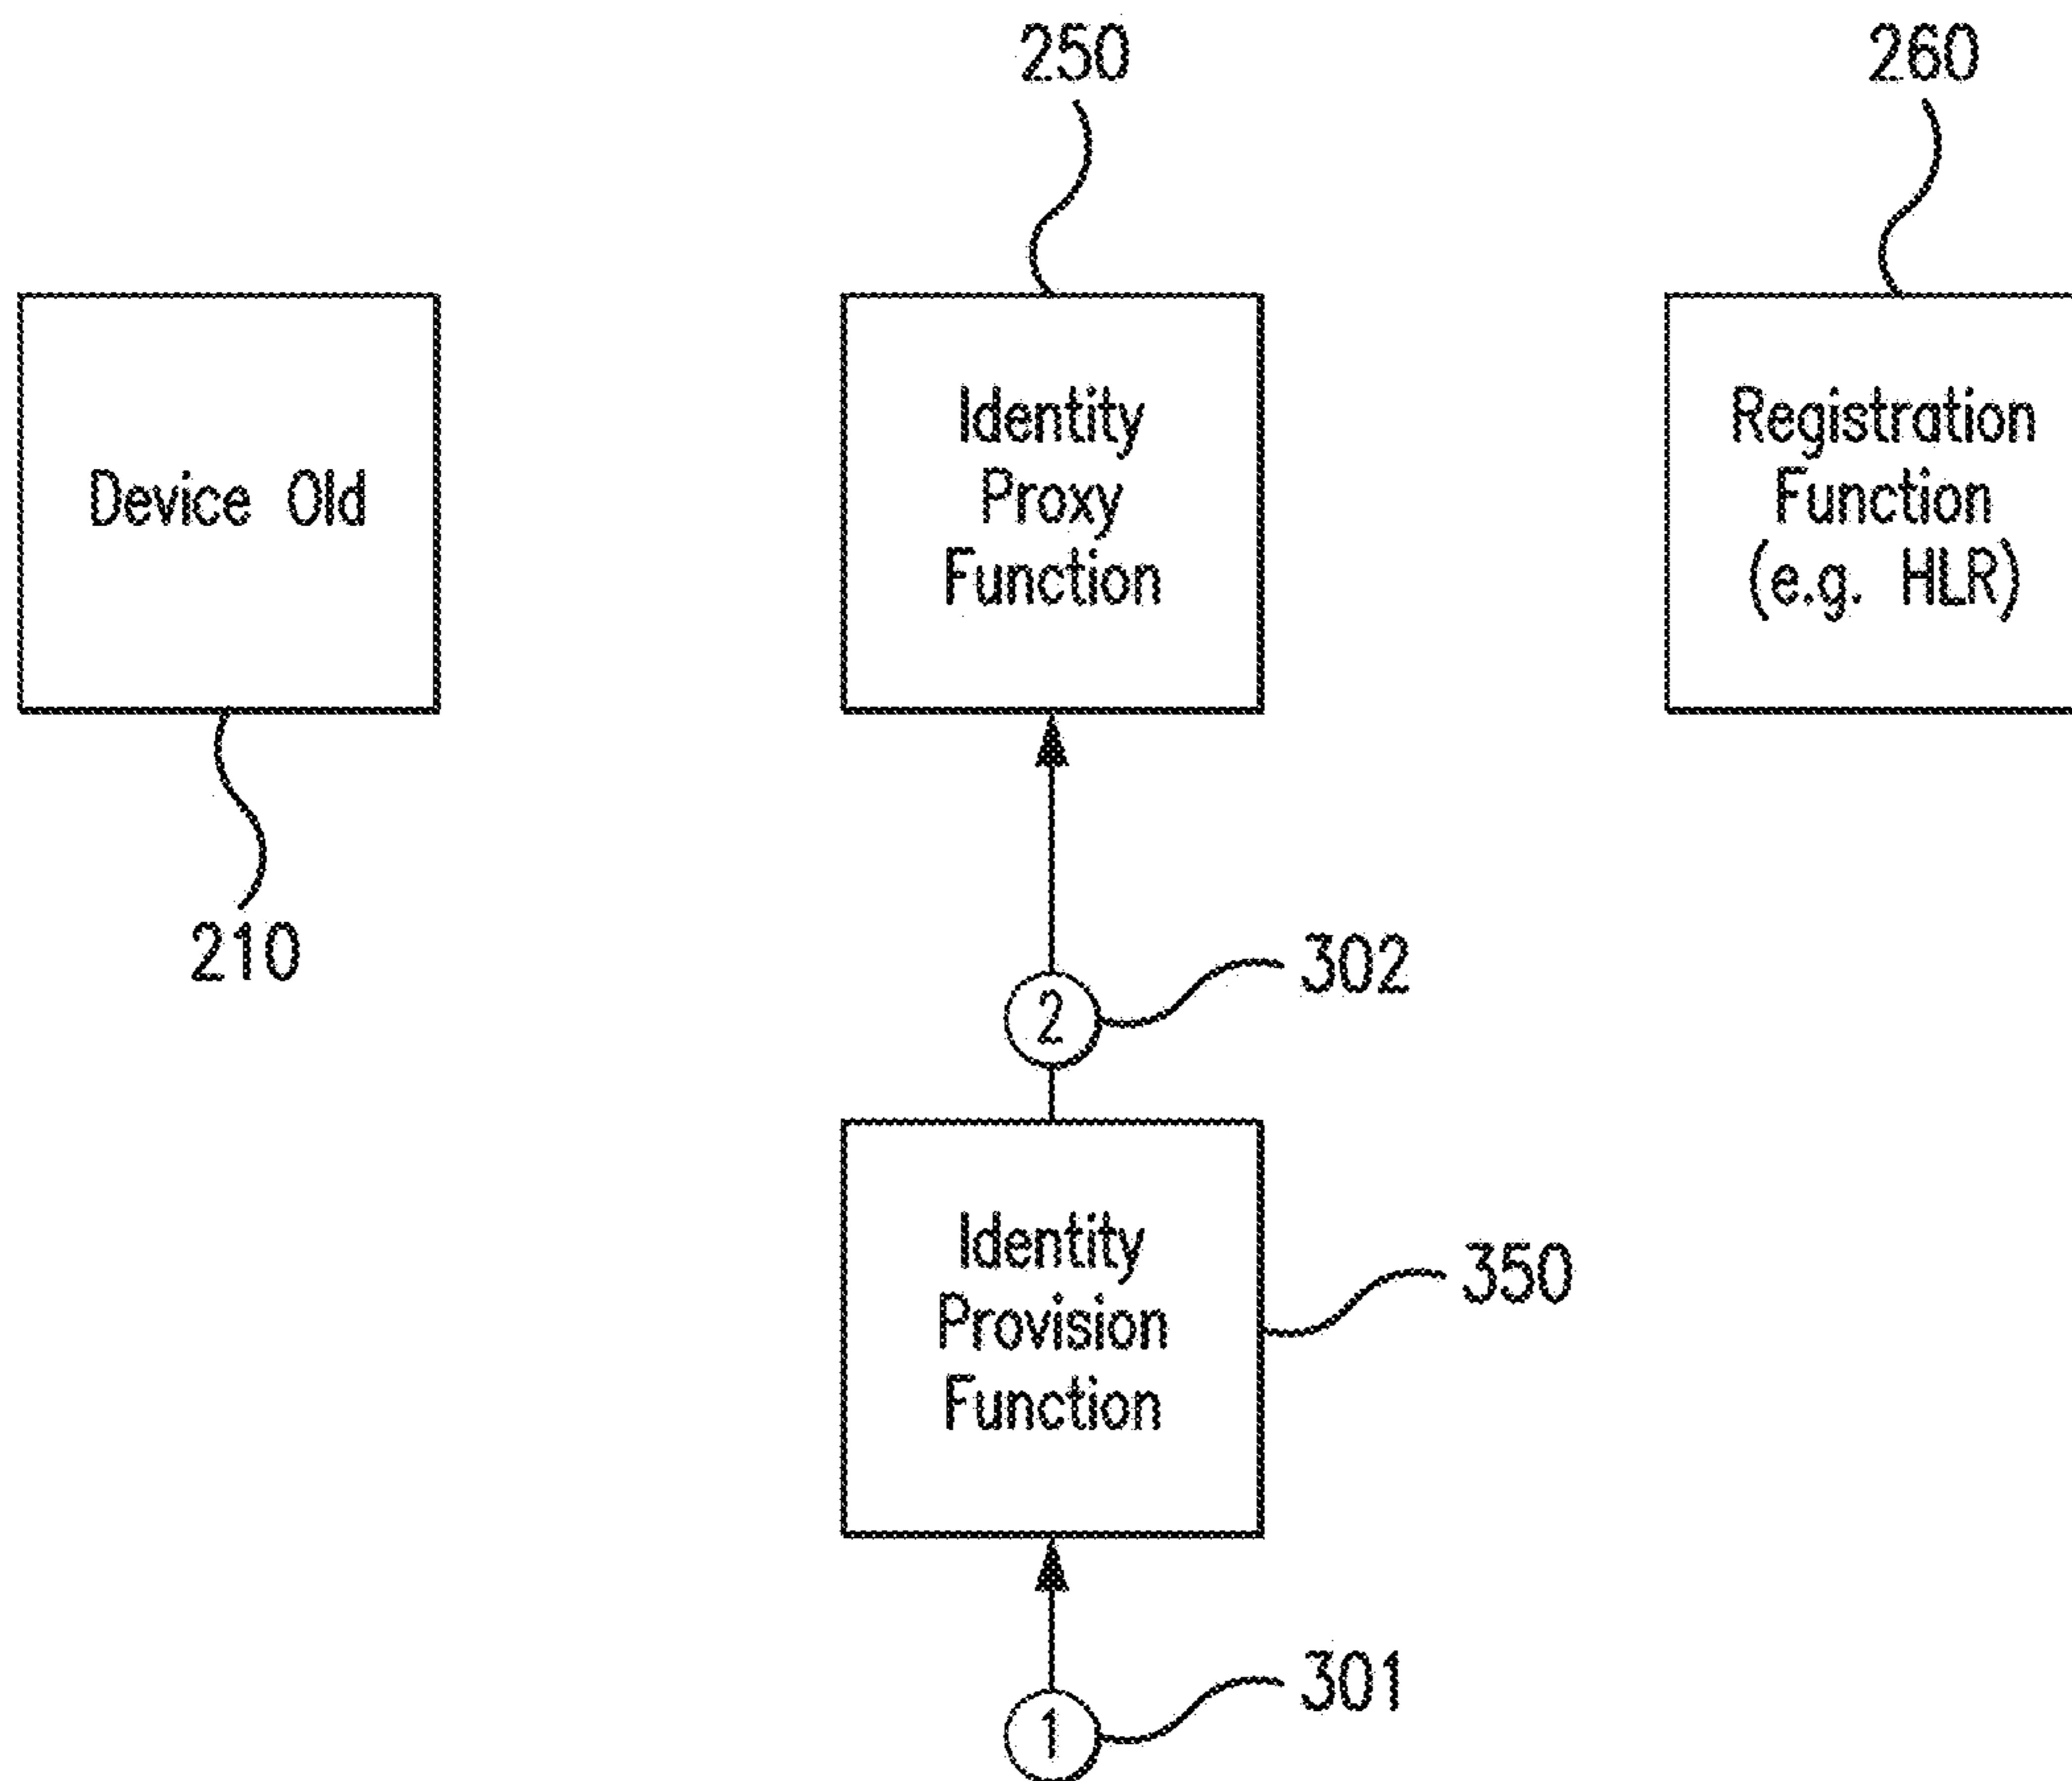 250
260
Device Old
Identity
Proxy
Function
Registration
Function
(e.g. HLR)
210
2
302
Identity
Provision
Function
350
1
301